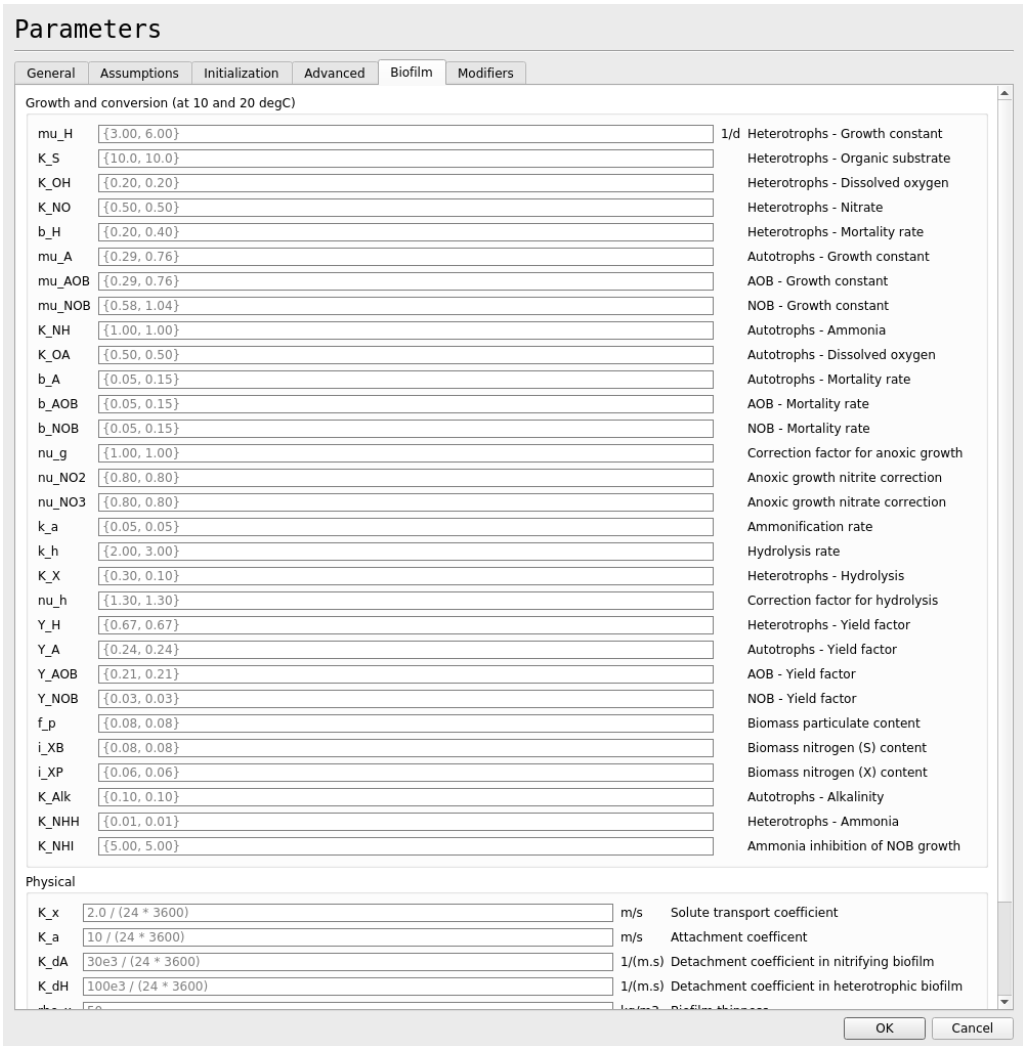 Parameters
General Assumptions Initialization Advanced Biofilm Modifiers
Growth and conversion (at 10 and 20 degC)
mu_H {3.00, 6.00} 1/d Heterotrophs - Growth constant
K_S {10.0, 10.0} Heterotrophs - Organic substrate
K_OH {0.20, 0.20} Heterotrophs - Dissolved oxygen
K_NO {0.50, 0.50} Heterotrophs - Nitrate
b_H {0.20, 0.40} Heterotrophs - Mortality rate
mu_A {0.29, 0.76} Autotrophs - Growth constant
mu_AOB {0.29, 0.76} AOB - Growth constant
mu_NOB {0.58, 1.04} NOB - Growth constant
K_NH {1.00, 1.00} Autotrophs - Ammonia
K_OA {0.50, 0.50} Autotrophs - Dissolved oxygen
b_A {0.05, 0.15} Autotrophs - Mortality rate
b_AOB {0.05, 0.15} AOB - Mortality rate
b_NOB {0.05, 0.15} NOB - Mortality rate
nu_g {1.00, 1.00} Correction factor for anoxic growth
nu_NO2 {0.80, 0.80} Anoxic growth nitrite correction
nu_NO3 {0.80, 0.80} Anoxic growth nitrate correction
k_a {0.05, 0.05} Ammonification rate
k_h {2.00, 3.00} Hydrolysis rate
K_X {0.30, 0.10} Heterotrophs - Hydrolysis
nu_h {1.30, 1.30} Correction factor for hydrolysis
Y_H {0.67, 0.67} Heterotrophs - Yield factor
Y_A {0.24, 0.24} Autotrophs - Yield factor
Y_AOB {0.21, 0.21} AOB - Yield factor
Y_NOB {0.03, 0.03} NOB - Yield factor
f_p {0.08, 0.08} Biomass particulate content
i_XB {0.08, 0.08} Biomass nitrogen (S) content
i_XP {0.06, 0.06} Biomass nitrogen (X) content
K_Alk {0.10, 0.10} Autotrophs - Alkalinity
K_NHH {0.01, 0.01} Heterotrophs - Ammonia
K_NHI {5.00, 5.00} Ammonia inhibition of NOB growth
Physical
K_x 2.0 / (24 * 3600) m/s Solute transport coefficient
K_a 10 / (24 * 3600) m/s Attachment coefficent
K_dA 30e3 / (24 * 3600) 1/(m.s) Detachment coefficient in nitrifying biofilm
K_dH 100e3 / (24 * 3600) 1/(m.s) Detachment coefficient in heterotrophic biofilm
OK Cancel